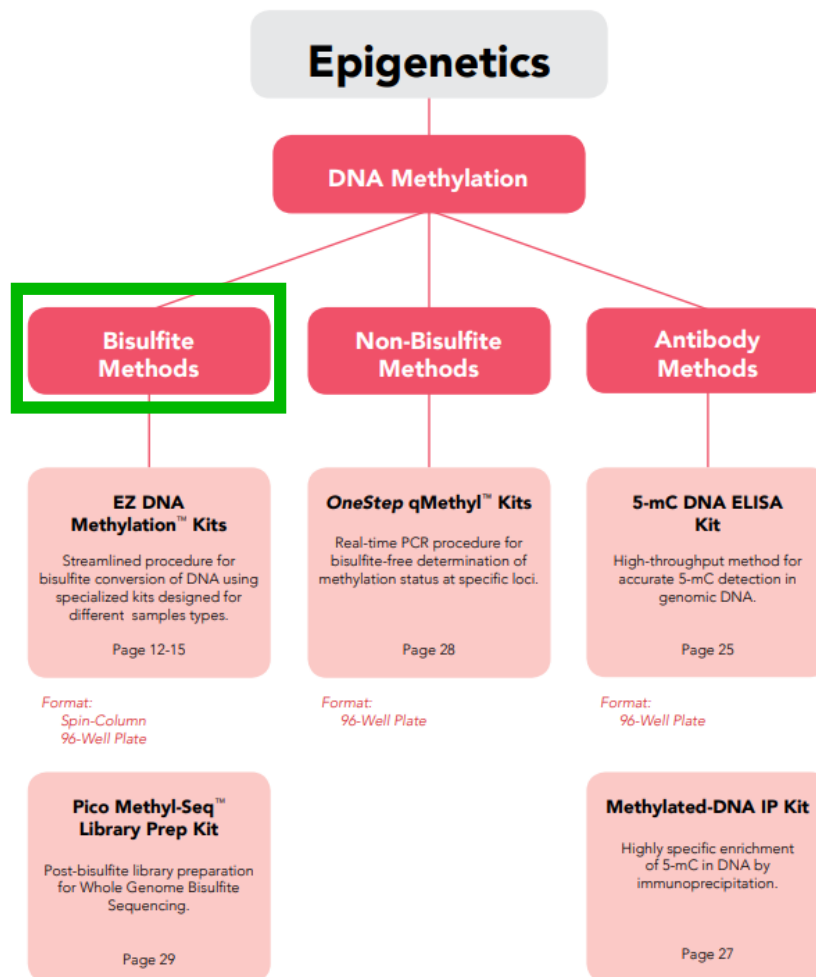 Epigenetics
DNA Methylation
Bisulfite
Methods
Non-Bisulfite
Methods
Antibody
Methods
EZ DNA
Methylation™ Kits
Streamlined procedure for
bisulfite conversion of DNA using
specialized kits designed for
different samples types.
Page 12-15
OneStep qMethyl™ Kits
Real-time PCR procedure for
bisulfite-free determination of
methylation status at specific loci.
Page 28
5-mC DNA ELISA
Kit
High-throughput method for
accurate 5-mC detection in
genomic DNA.
Page 25
Format:
Spin-Column
96-Well Plate
Format:
96-Well Plate
Format:
96-Well Plate
Pico Methyl-Seq™
Library Prep Kit
Post-bisulfite library preparation
for Whole Genome Bisulfite
Sequencing.
Page 29
Methylated-DNA IP Kit
Highly specific enrichment
of 5-mC in DNA by
immunoprecipitation.
Page 27